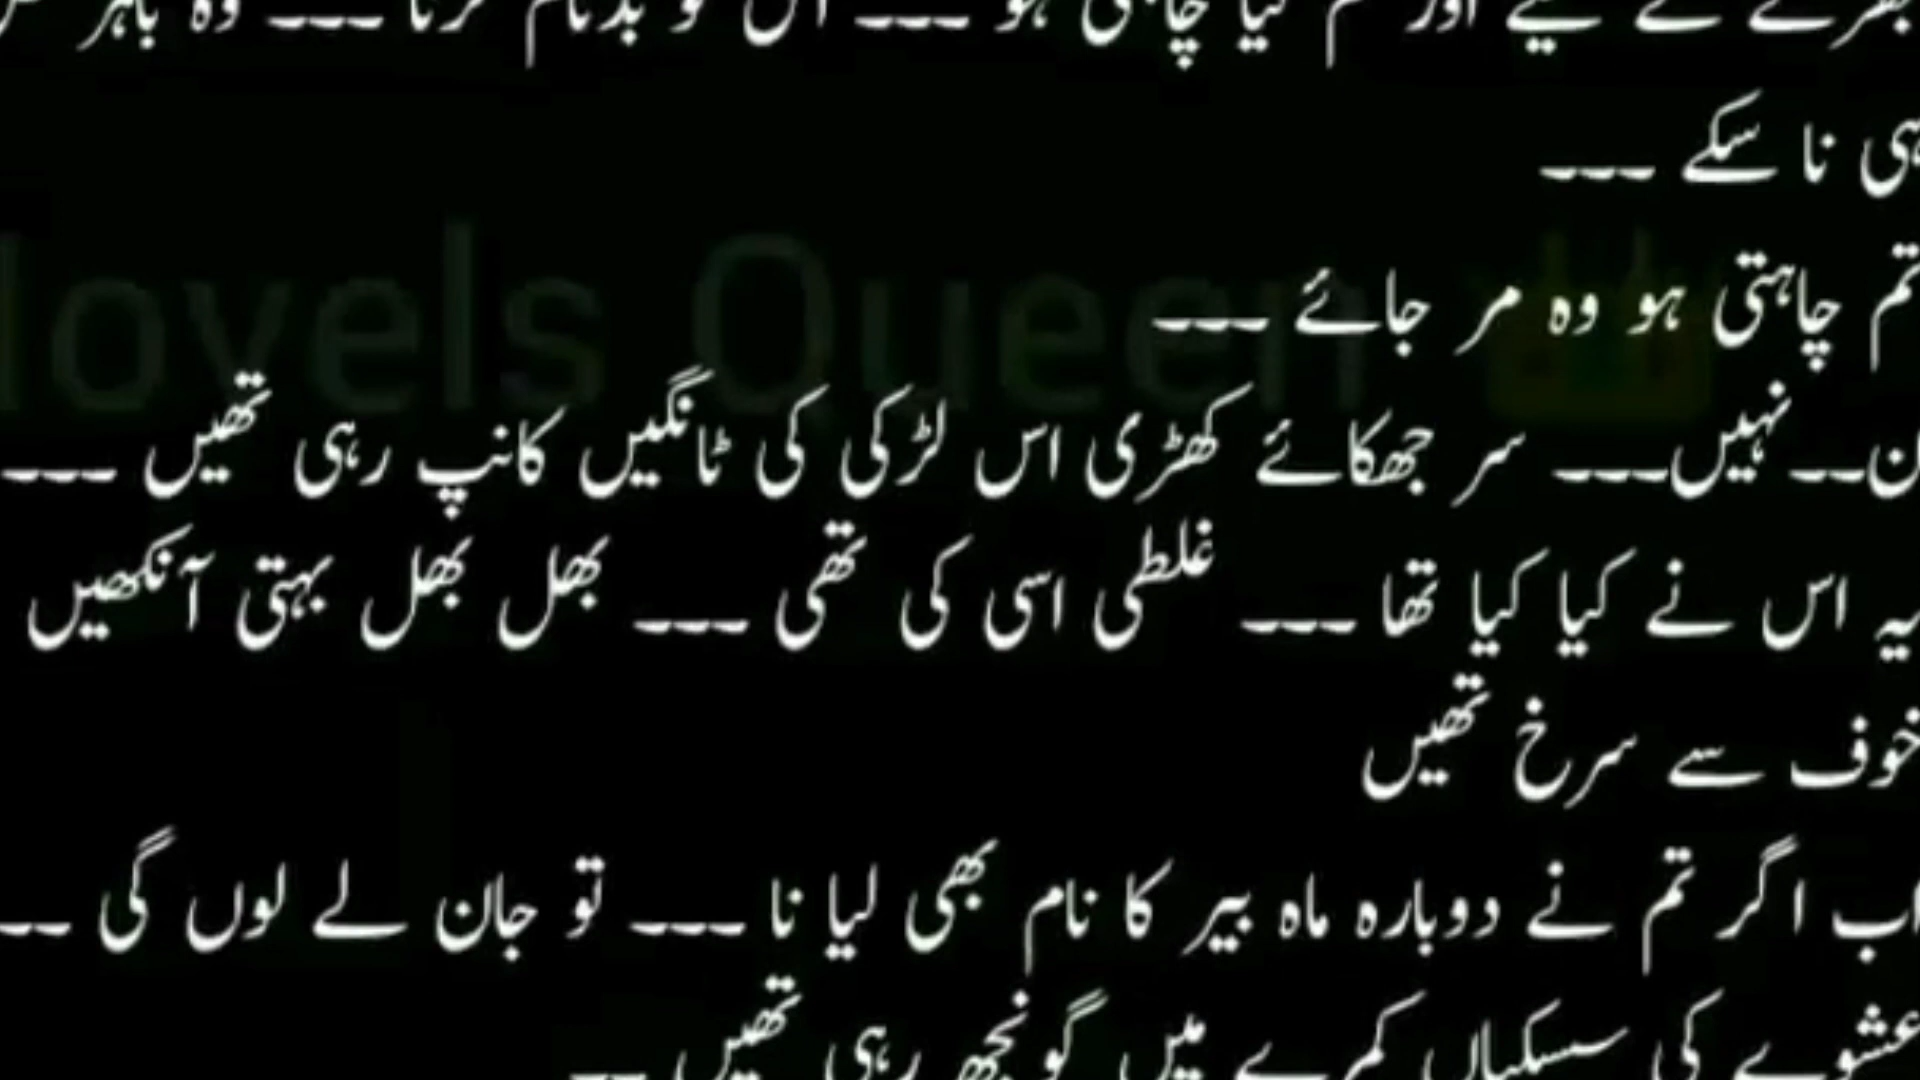 کے لیے اور تم کیا چاہتی ہو ---- اس کو بدنام کرنا ---- وہ باہر
ہی نا سکے ----
تم چاہتی ہو وہ مر جائے ----
ن--نہیں---- سر جھکائے کھڑی اس لڑکی کی ٹانگیں کانپ رہی تھیں ----
یہ اس نے کیا کیا تھا ---- غلطی اسی کی تھی ---- بھل بھل بہتی آنکھیں
خوف سے سرخ تھیں
اب اگر تم نے دوبارہ ماہ بیر کا نام بھی لیا نا ---- تو جان لے لوں گی --
عشوے کی سسکیاں کمرے میں گونجھ رہی تھیں --
Novels Queen